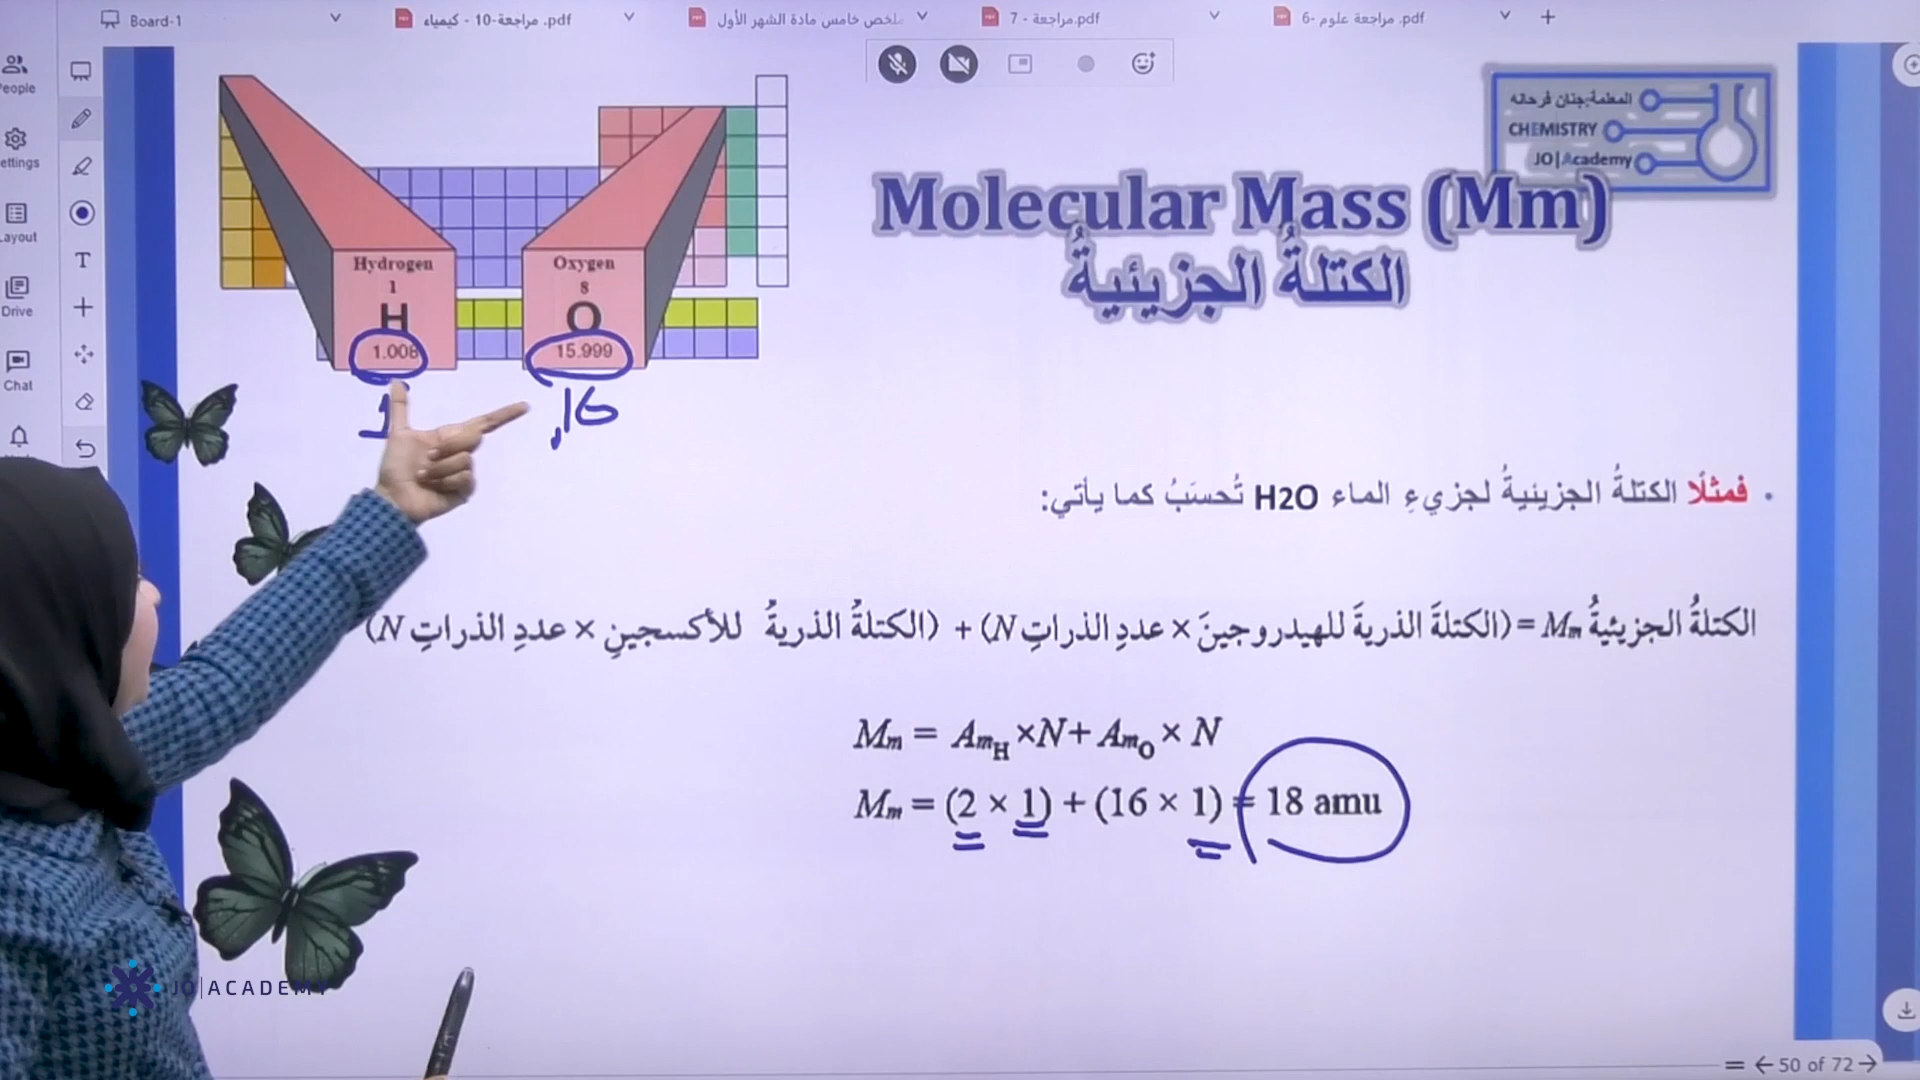 Board-1
مراجعة-10 - كيمياء .pdf
ملخص خامس مادة الشهر الأول
مراجعة - 7.pdf
مراجعة علوم -6 .pdf
eople
ettings
ayout
Drive
Chat
T
المعلمة:جنان فرحانه
CHEMISTRY
JO|Academy
Molecular Mass (Mm)
الكتلةُ الجزيئيةُ
Hydrogen
1
H
1.008
1
Oxygen
8
O
15.999
16
• فمثلًا الكتلةُ الجزيئيةُ لجزيءِ الماء H2O تُحسَبُ كما يأتي:
الكتلةُ الجزيئيةُ Mm = (الكتلةَ الذريةَ للهيدروجينَ × عددِ الذراتِ N) + (الكتلةُ الذريةُ للأكسجينِ × عددِ الذراتِ N)
Mm = AmH ×N+ AmO × N
Mm = (2 × 1) + (16 × 1) = 18 amu
JO|ACADEMY
50 of 72